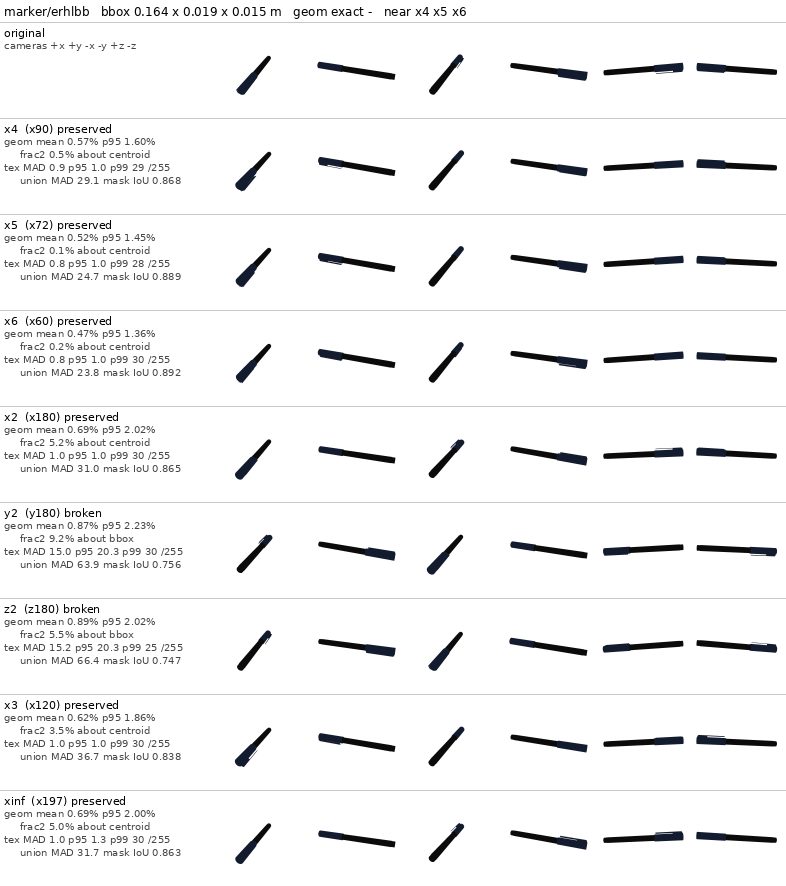 marker/erhlbb   bbox 0.164 x 0.019 x 0.015 m   geom exact -   near x4 x5 x6
original
cameras +x +y -x -y +z -z
x4  (x90) preserved
geom mean 0.57% p95 1.60%
frac2 0.5% about centroid
tex MAD 0.9 p95 1.0 p99 29 /255
union MAD 29.1 mask IoU 0.868
x5  (x72) preserved
geom mean 0.52% p95 1.45%
frac2 0.1% about centroid
tex MAD 0.8 p95 1.0 p99 28 /255
union MAD 24.7 mask IoU 0.889
x6  (x60) preserved
geom mean 0.47% p95 1.36%
frac2 0.2% about centroid
tex MAD 0.8 p95 1.0 p99 30 /255
union MAD 23.8 mask IoU 0.892
x2  (x180) preserved
geom mean 0.69% p95 2.02%
frac2 5.2% about centroid
tex MAD 1.0 p95 1.0 p99 30 /255
union MAD 31.0 mask IoU 0.865
y2  (y180) broken
geom mean 0.87% p95 2.23%
frac2 9.2% about bbox
tex MAD 15.0 p95 20.3 p99 30 /255
union MAD 63.9 mask IoU 0.756
z2  (z180) broken
geom mean 0.89% p95 2.02%
frac2 5.5% about bbox
tex MAD 15.2 p95 20.3 p99 25 /255
union MAD 66.4 mask IoU 0.747
x3  (x120) preserved
geom mean 0.62% p95 1.86%
frac2 3.5% about centroid
tex MAD 1.0 p95 1.0 p99 30 /255
union MAD 36.7 mask IoU 0.838
xinf  (x197) preserved
geom mean 0.69% p95 2.00%
frac2 5.0% about centroid
tex MAD 1.0 p95 1.3 p99 30 /255
union MAD 31.7 mask IoU 0.863